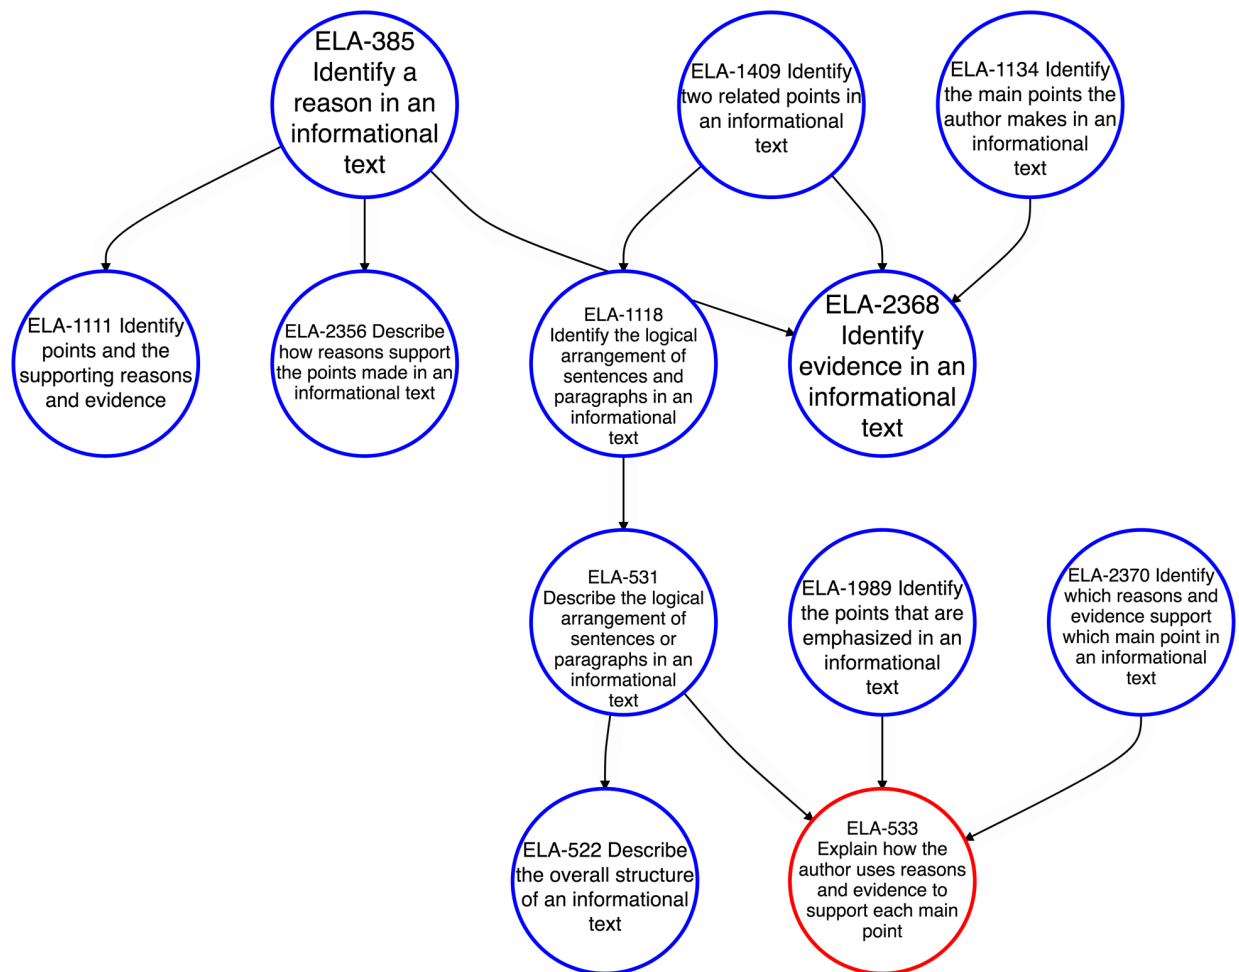 ELA-385
Identify a
reason in an
informational
text
ELA-1409 Identify
two related points in
an informational
text
ELA-1134 Identify
the main points the
author makes in an
informational
text
ELA-1111 Identify
points and the
supporting reasons
and evidence
ELA-2356 Describe
how reasons support
the points made in an
informational text
ELA-1118
Identify the logical
arrangement of
sentences and
paragraphs in an
informational
text
ELA-2368
Identify
evidence in an
informational
text
ELA-531
Describe the logical
arrangement of
sentences or
paragraphs in an
informational
text
ELA-1989 Identify
the points that are
emphasized in an
informational
text
ELA-2370 Identify
which reasons and
evidence support
which main point in
an informational
text
ELA-522 Describe
the overall structure
of an informational
text
ELA-533
Explain how the
author uses reasons
and evidence to
support each main
point